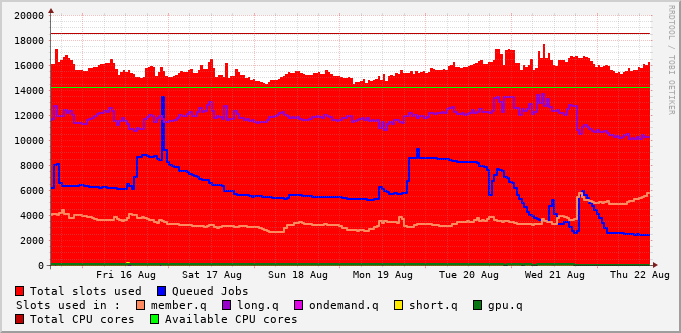 20000
18000
16000
14000
12000
10000
8000
6000
4000
2000
0
Fri 16 Aug Sat 17 Aug Sun 18 Aug Mon 19 Aug Tue 20 Aug Wed 21 Aug Thu 22 Aug
RRDTOOL / TOBI OETIKER
Total slots used Queued Jobs
Slots used in : member.q long.q ondemand.q short.q gpu.q
Total CPU cores Available CPU cores